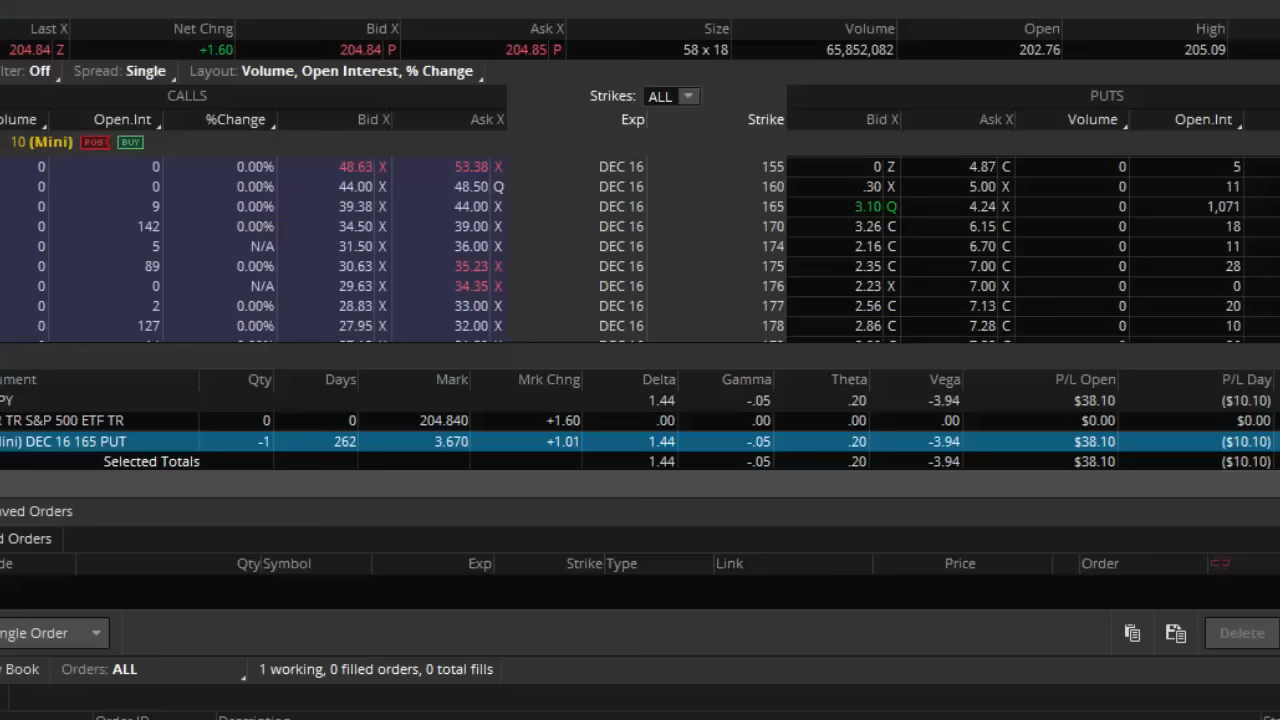 Last X Net Chng Bid X Ask X Size Volume Open High
204.84 Z +1.60 204.84 P 204.85 P 58 x 18 65,852,082 202.76 205.09
lter: Off Spread: Single Layout: Volume, Open Interest, % Change
CALLS Strikes: ALL PUTS
olume Open.Int %Change Bid X Ask X Exp Strike Bid X Ask X Volume Open.Int
10 (Mini) POS BUY
0 0 0.00% 48.63 X 53.38 X DEC 16 155 0 Z 4.87 C 0 5
0 0 0.00% 44.00 X 48.50 Q DEC 16 160 .30 X 5.00 X 0 11
0 9 0.00% 39.38 X 44.00 X DEC 16 165 3.10 Q 4.24 X 0 1,071
0 142 0.00% 34.50 X 39.00 X DEC 16 170 3.26 C 6.15 C 0 18
0 5 N/A 31.50 X 36.00 X DEC 16 174 2.16 C 6.70 C 0 11
0 89 0.00% 30.63 X 35.23 X DEC 16 175 2.35 C 7.00 C 0 28
0 0 N/A 29.63 X 34.35 X DEC 16 176 2.23 X 7.00 X 0 0
0 2 0.00% 28.83 X 33.00 X DEC 16 177 2.56 C 7.13 C 0 20
0 127 0.00% 27.95 X 32.00 X DEC 16 178 2.86 C 7.28 C 0 10
ument Qty Days Mark Mrk Chng Delta Gamma Theta Vega P/L Open P/L Day
PY 1.44 -.05 .20 -3.94 $38.10 ($10.10)
R TR S&P 500 ETF TR 0 0 204.840 +1.60 .00 .00 .00 .00 $0.00 $0.00
ini) DEC 16 165 PUT -1 262 3.670 +1.01 1.44 -.05 .20 -3.94 $38.10 ($10.10)
Selected Totals 1.44 -.05 .20 -3.94 $38.10 ($10.10)
aved Orders
d Orders
de Qty Symbol Exp Strike Type Link Price Order
ngle Order Delete
y Book Orders: ALL 1 working, 0 filled orders, 0 total fills
Order ID Description